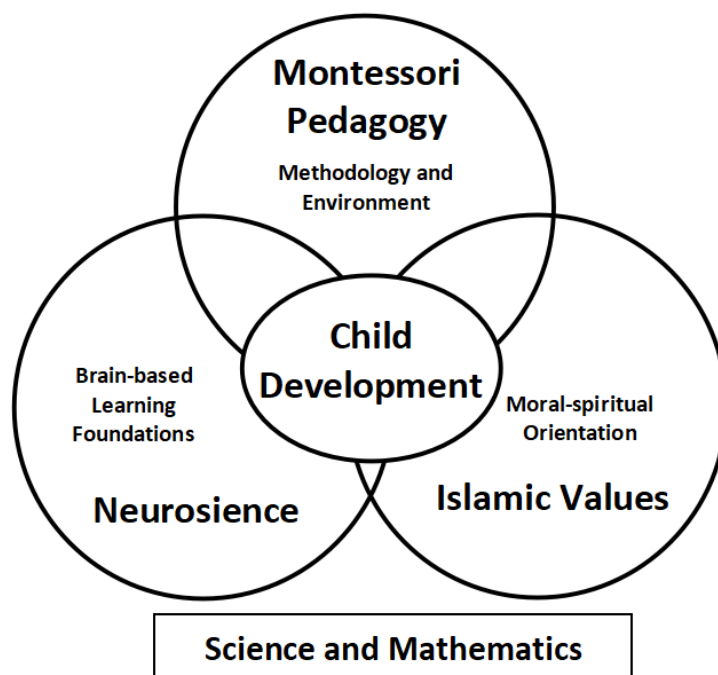 Montessori
Pedagogy
Methodology and
Environment
Child
Development
Brain-based
Learning
Foundations
Neurosience
Moral-spiritual
Orientation
Islamic Values
Science and Mathematics